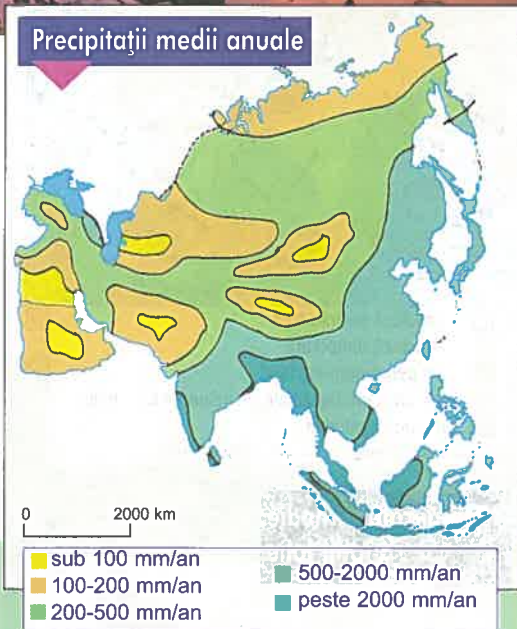 Precipitaţii medii anuale
0 2000 km
sub 100 mm/an
100-200 mm/an
200-500 mm/an
500-2000 mm/an
peste 2000 mm/an